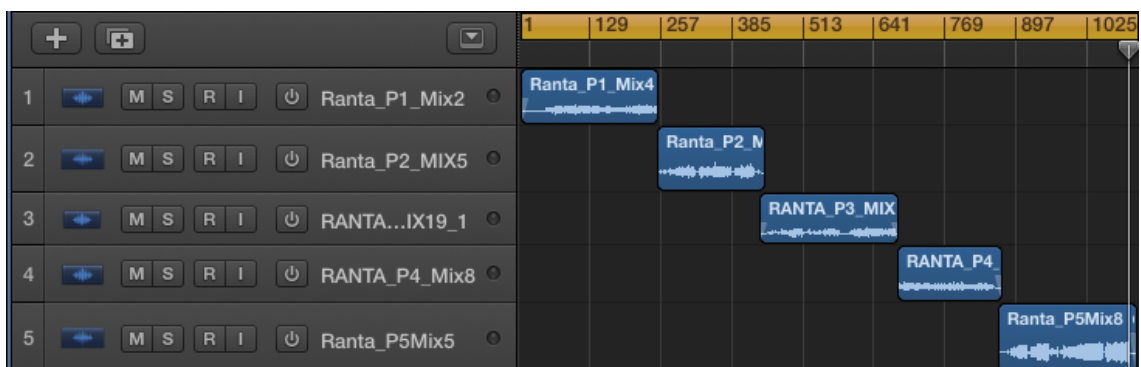 1 129 257 385 513 641 769 897 1025
1 M S R I Ranta_P1_Mix2
Ranta_P1_Mix4
2 M S R I Ranta_P2_MIX5
Ranta_P2_M
3 M S R I RANTA...IX19_1
RANTA_P3_MIX
4 M S R I RANTA_P4_Mix8
RANTA_P4_
5 M S R I Ranta_P5Mix5
Ranta_P5Mix8